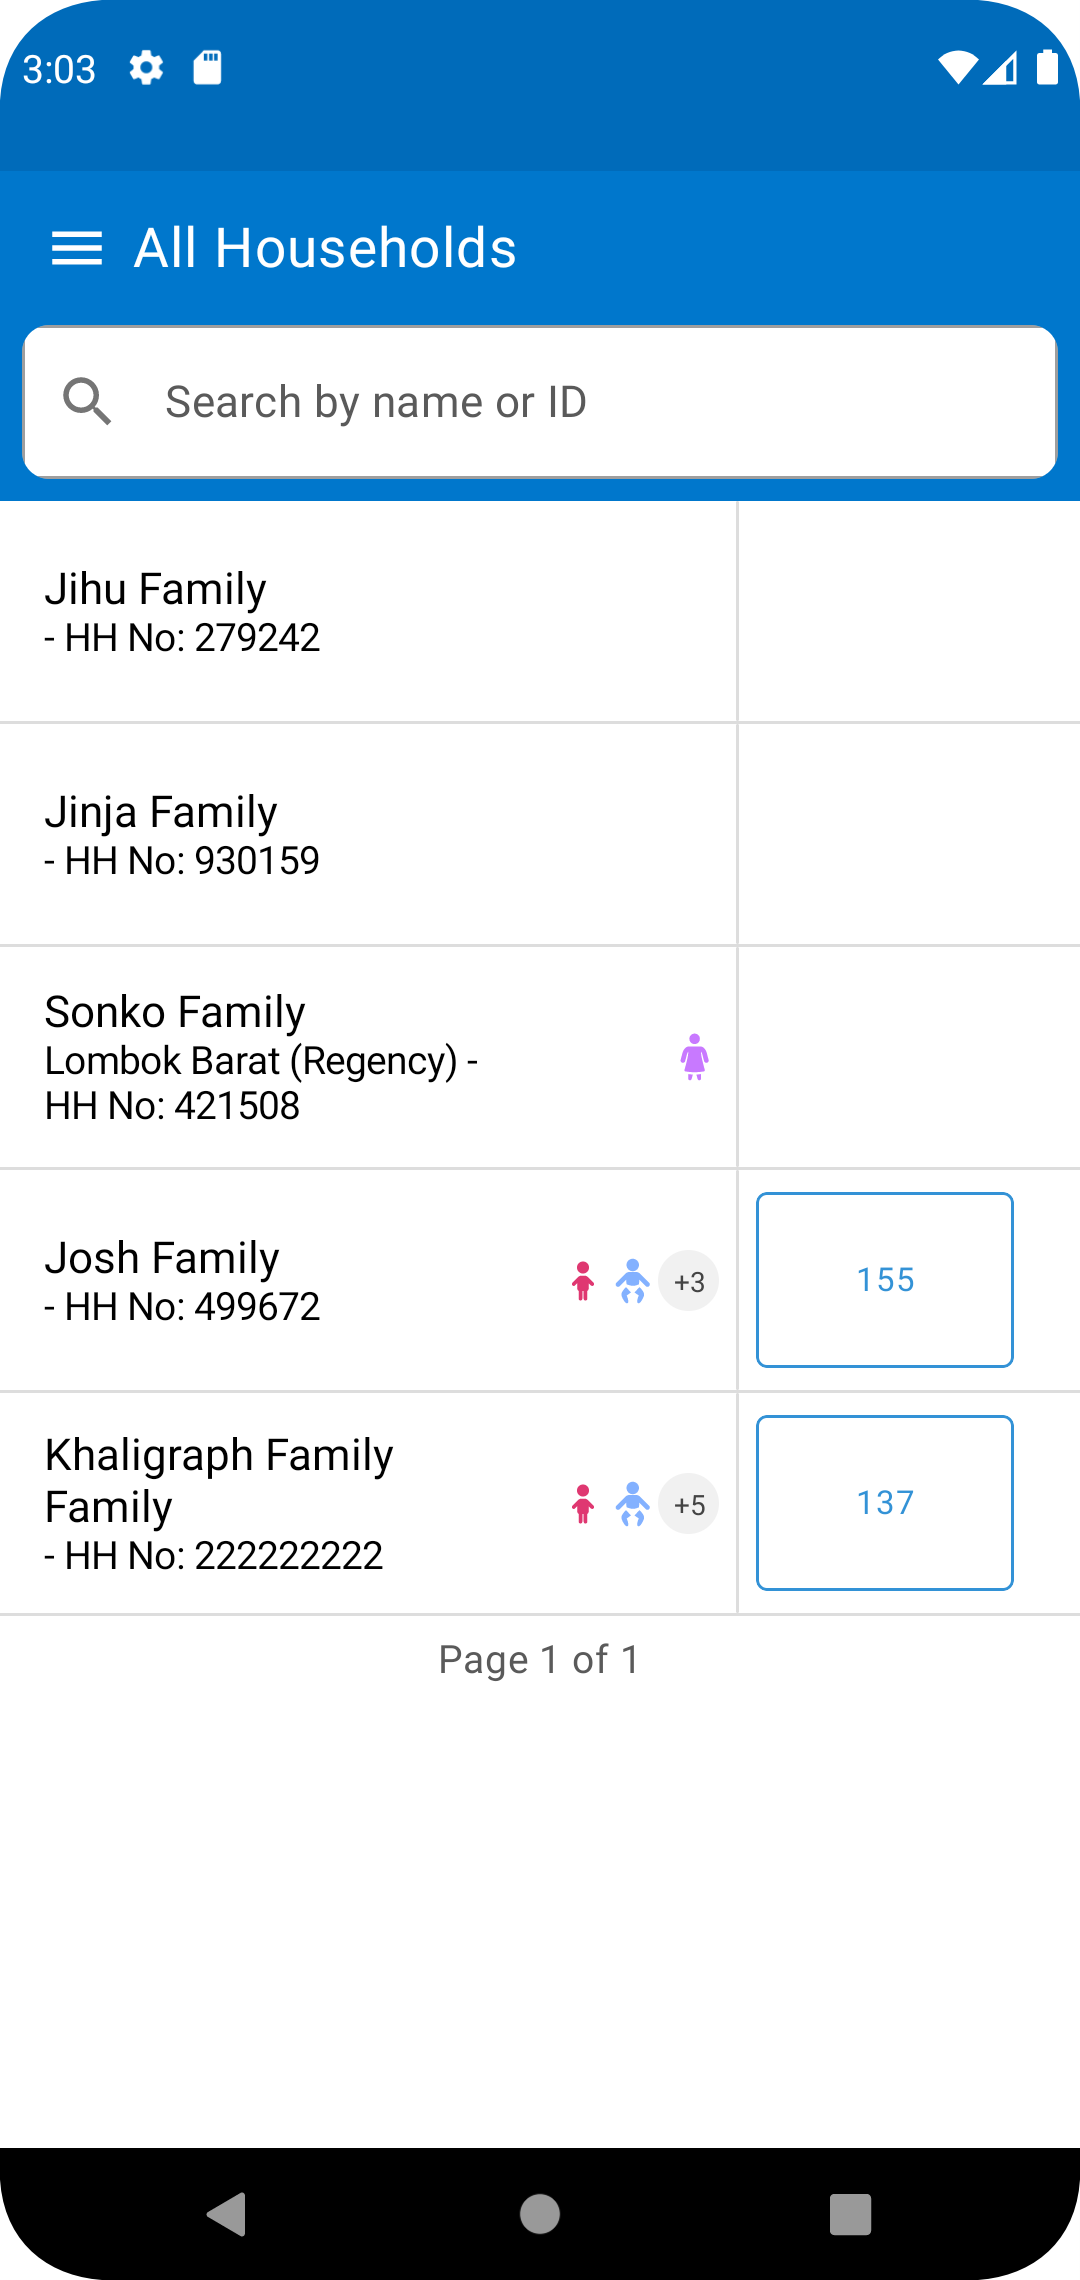 3:03
All Households
Search by name or ID
Jihu Family
- HH No: 279242
Jinja Family
- HH No: 930159
Sonko Family
Lombok Barat (Regency) -
HH No: 421508
Josh Family
- HH No: 499672
+3
155
Khaligraph Family
Family
- HH No: 222222222
+5
137
Page 1 of 1